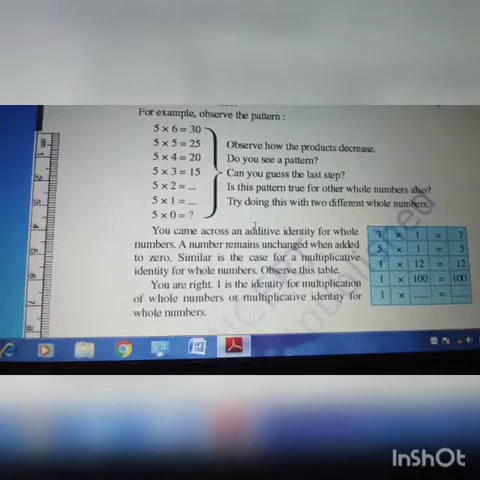 For example, observe the pattern :
5 × 6 = 30
5 × 5 = 25
5 × 4 = 20
5 × 3 = 15
5 × 2 = ...
5 × 1 = ...
5 × 0 = ?
Observe how the products decrease.
Do you see a pattern?
Can you guess the last step?
Is this pattern true for other whole numbers also?
Try doing this with two different whole numbers.
You came across an additive identity for whole
numbers. A number remains unchanged when added
to zero. Similar is the case for a multiplicative
identity for whole numbers. Observe this table.
You are right. 1 is the identity for multiplication
of whole numbers or multiplicative identity for
whole numbers.
7 × 1 = 7
5 × 1 = 5
1 × 12 = 12
1 × 100 = 100
1 × ...... = ......
InShOt